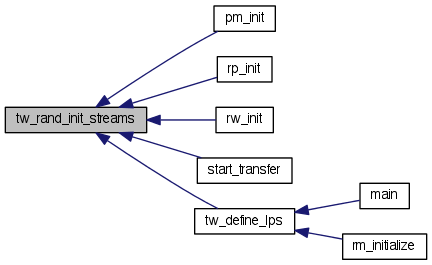 pm_init
rp_init
tw_rand_init_streams
rw_init
start_transfer
main
tw_define_lps
rm_initialize